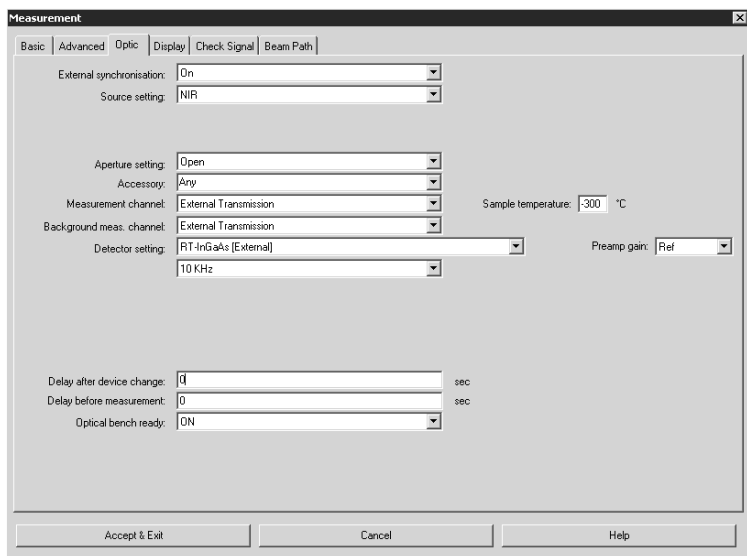 Measurement
Basic Advanced Optic Display Check Signal Beam Path
External synchronisation: On
Source setting: NIR
Aperture setting: Open
Accessory: Any
Measurement channel: External Transmission Sample temperature: -300 °C
Background meas. channel: External Transmission
Detector setting: RT-InGaAs [External] Preamp gain: Ref
10 KHz
Delay after device change: 0 sec
Delay before measurement: 0 sec
Optical bench ready: ON
Accept & Exit Cancel Help